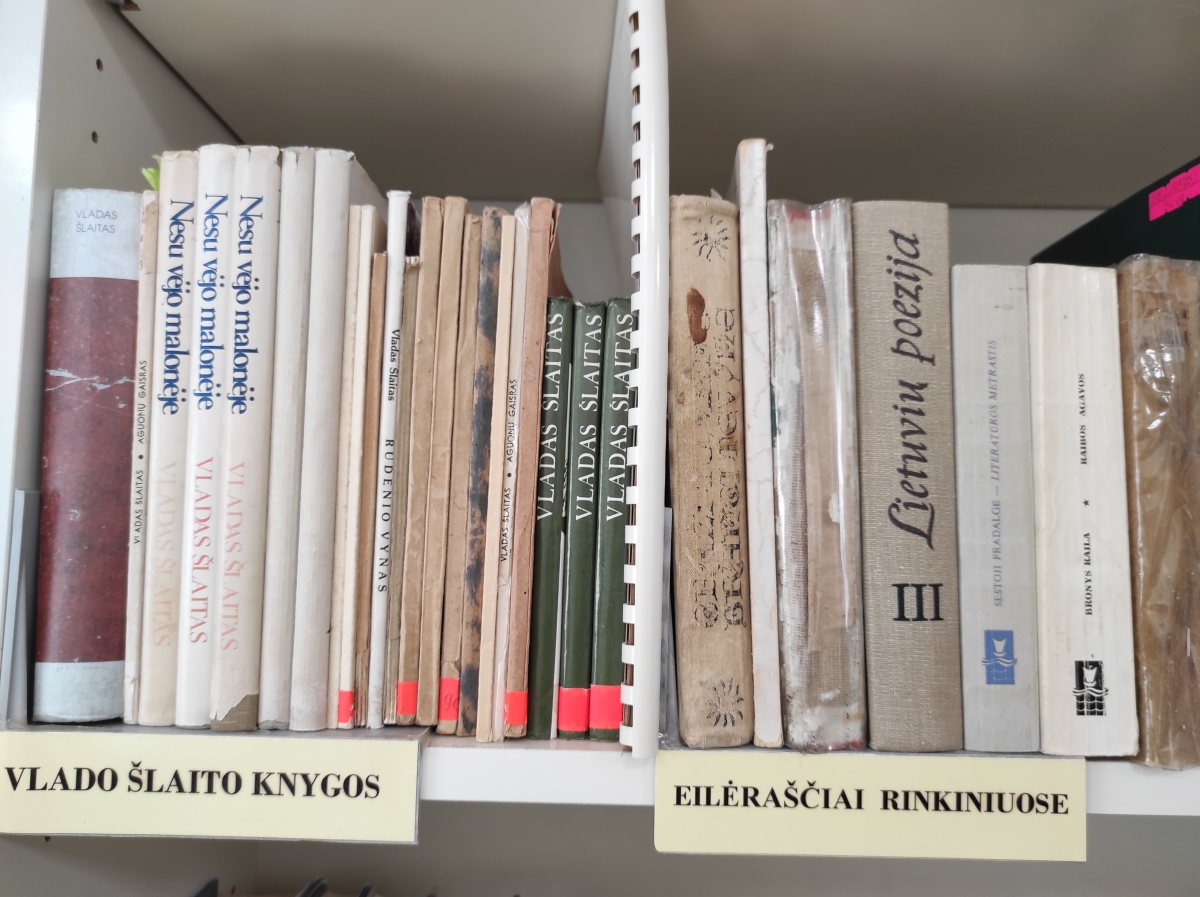 VLADAS
ŠLAITAS
VLADAS ŠLAITAS • AGUONŲ GAISRAS
Nesu vėjo malonėje
VLADAS ŠLAITAS
Nesu vėjo malonėje
VLADAS ŠLAITAS
Nesu vėjo malonėje
VLADAS ŠLAITAS
Vladas Šlaitas RUDENIO VYNAS
VLADAS ŠLAITAS • AGUONŲ GAISRAS
VLADAS ŠLAITAS
VLADAS ŠLAITAS
VLADAS ŠLAITAS
Lietuvių poezija
III
ŠEŠTOJI PRADALGĖ — LITERATŪROS METRAŠTIS
BRONYS RAILA ★ RAIBOS AGAVOS
VLADO ŠLAITO KNYGOS
EILĖRAŠČIAI RINKINIUOSE